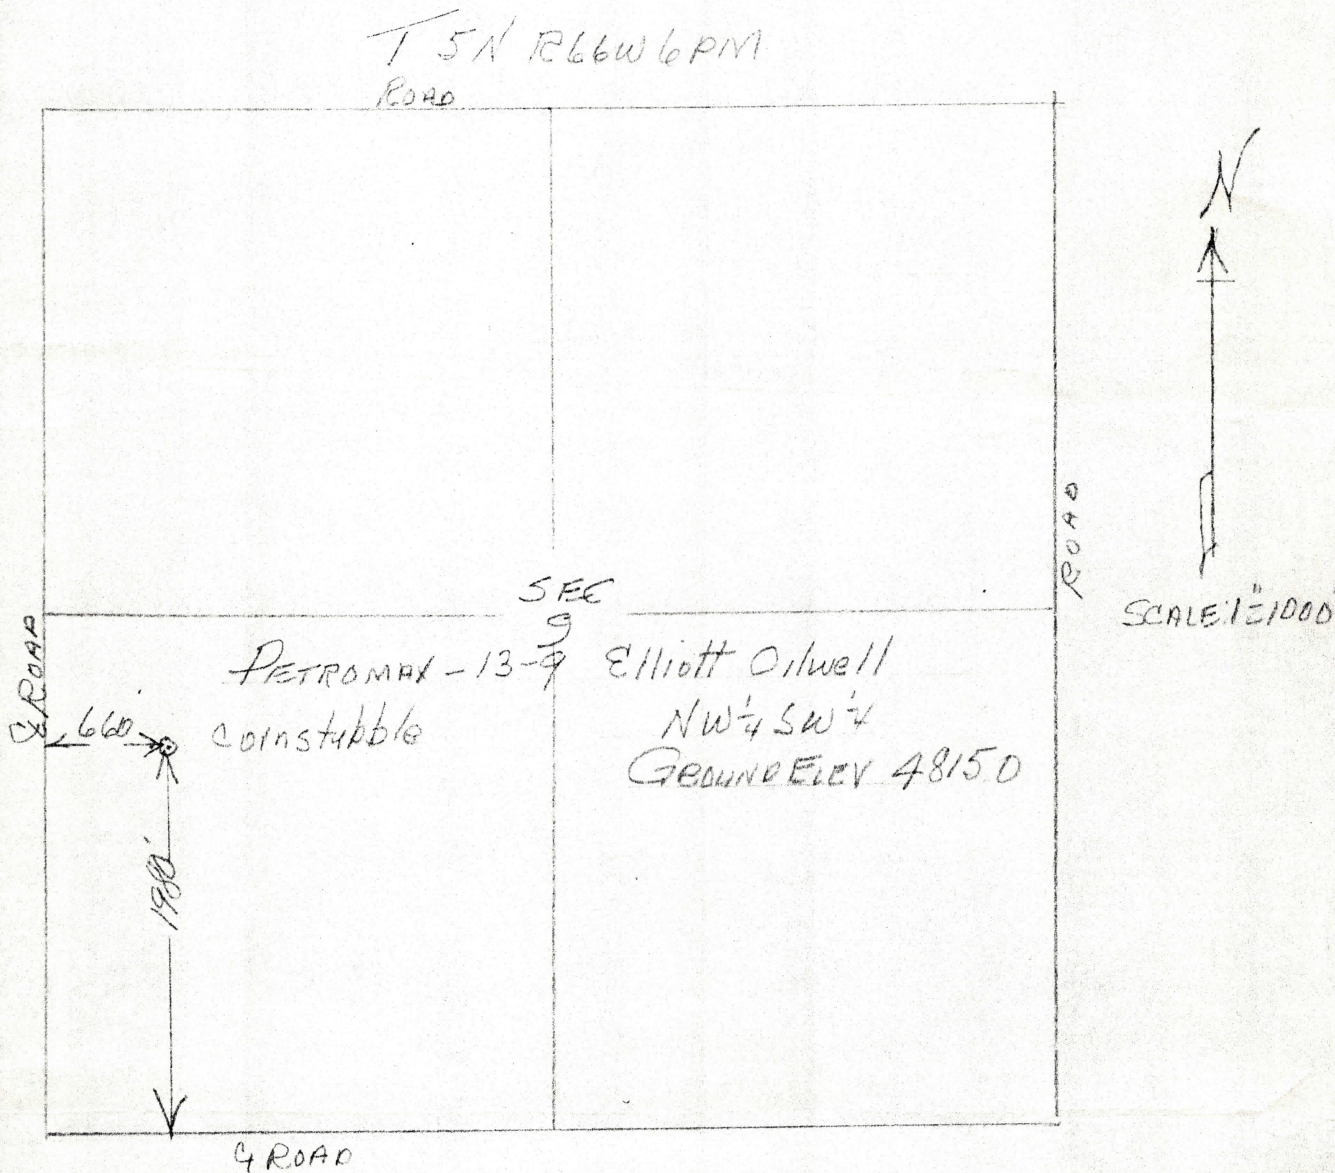 T 5N R66W 6PM
ROAD
N
SCALE 1"=1000'
ROAD
SEC
9
PETROMAX-13-9 Elliott Oilwell
℄ ROAD
660'
Cornstubble
NW¼ SW¼
GROUND ELEV 4815.0
1980'
℄ ROAD